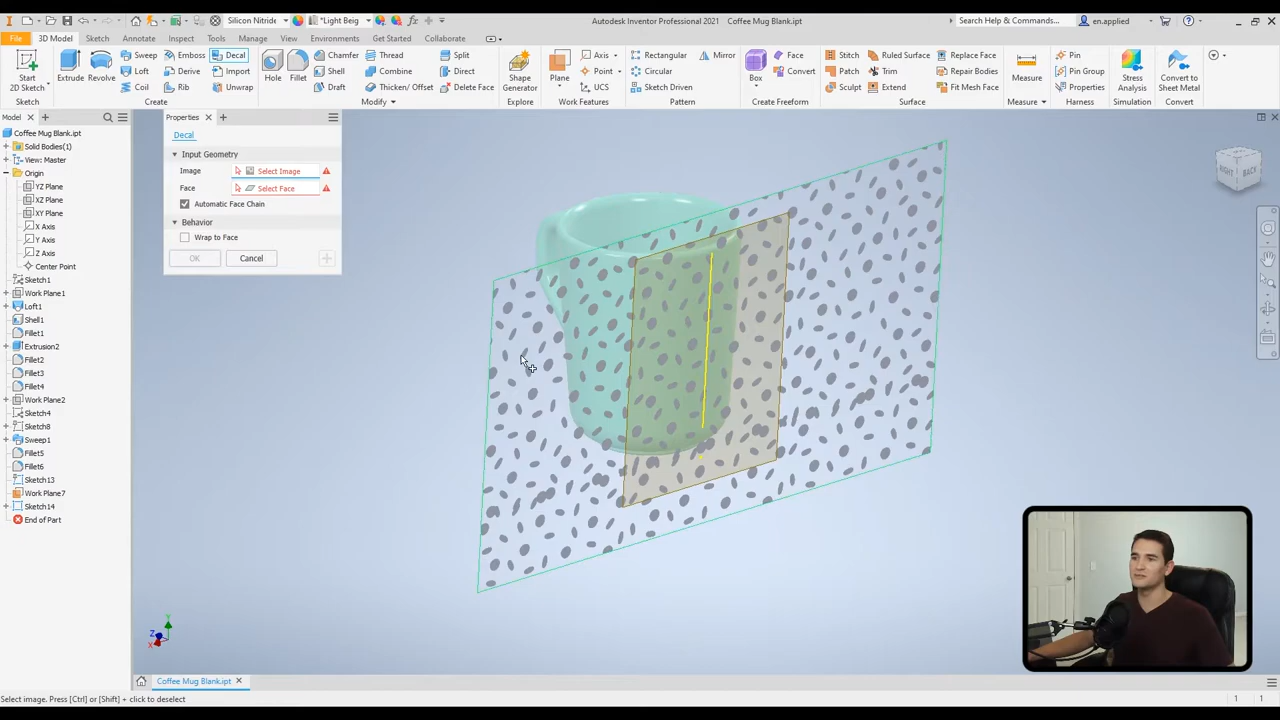 Silicon Nitride
*Light Beig
Autodesk Inventor Professional 2021 Coffee Mug Blank.ipt
Search Help & Commands...
en.applied
File 3D Model Sketch Annotate Inspect Tools Manage View Environments Get Started Collaborate
Start
2D Sketch
Sketch
Extrude
Revolve
Sweep
Loft
Coil
Emboss
Derive
Rib
Decal
Import
Unwrap
Create
Hole
Fillet
Chamfer
Shell
Draft
Thread
Combine
Thicken/ Offset
Split
Direct
Delete Face
Modify
Shape
Generator
Explore
Plane
Axis
Point
UCS
Work Features
Rectangular
Circular
Sketch Driven
Mirror
Pattern
Box
Face
Convert
Create Freeform
Stitch
Patch
Sculpt
Ruled Surface
Trim
Extend
Replace Face
Repair Bodies
Fit Mesh Face
Surface
Measure
Measure
Pin
Pin Group
Properties
Harness
Stress
Analysis
Simulation
Convert to
Sheet Metal
Convert
Model
Coffee Mug Blank.ipt
Solid Bodies(1)
View: Master
Origin
YZ Plane
XZ Plane
XY Plane
X Axis
Y Axis
Z Axis
Center Point
Sketch1
Work Plane1
Loft1
Shell1
Fillet1
Extrusion2
Fillet2
Fillet3
Fillet4
Work Plane2
Sketch4
Sketch8
Sweep1
Fillet5
Fillet6
Sketch13
Work Plane7
Sketch14
End of Part
Properties
Decal
Input Geometry
Image Select Image
Face Select Face
Automatic Face Chain
Behavior
Wrap to Face
OK Cancel
RIGHT BACK
Y
Z
X
Coffee Mug Blank.ipt
Select image. Press [Ctrl] or [Shift] + click to deselect
1 1